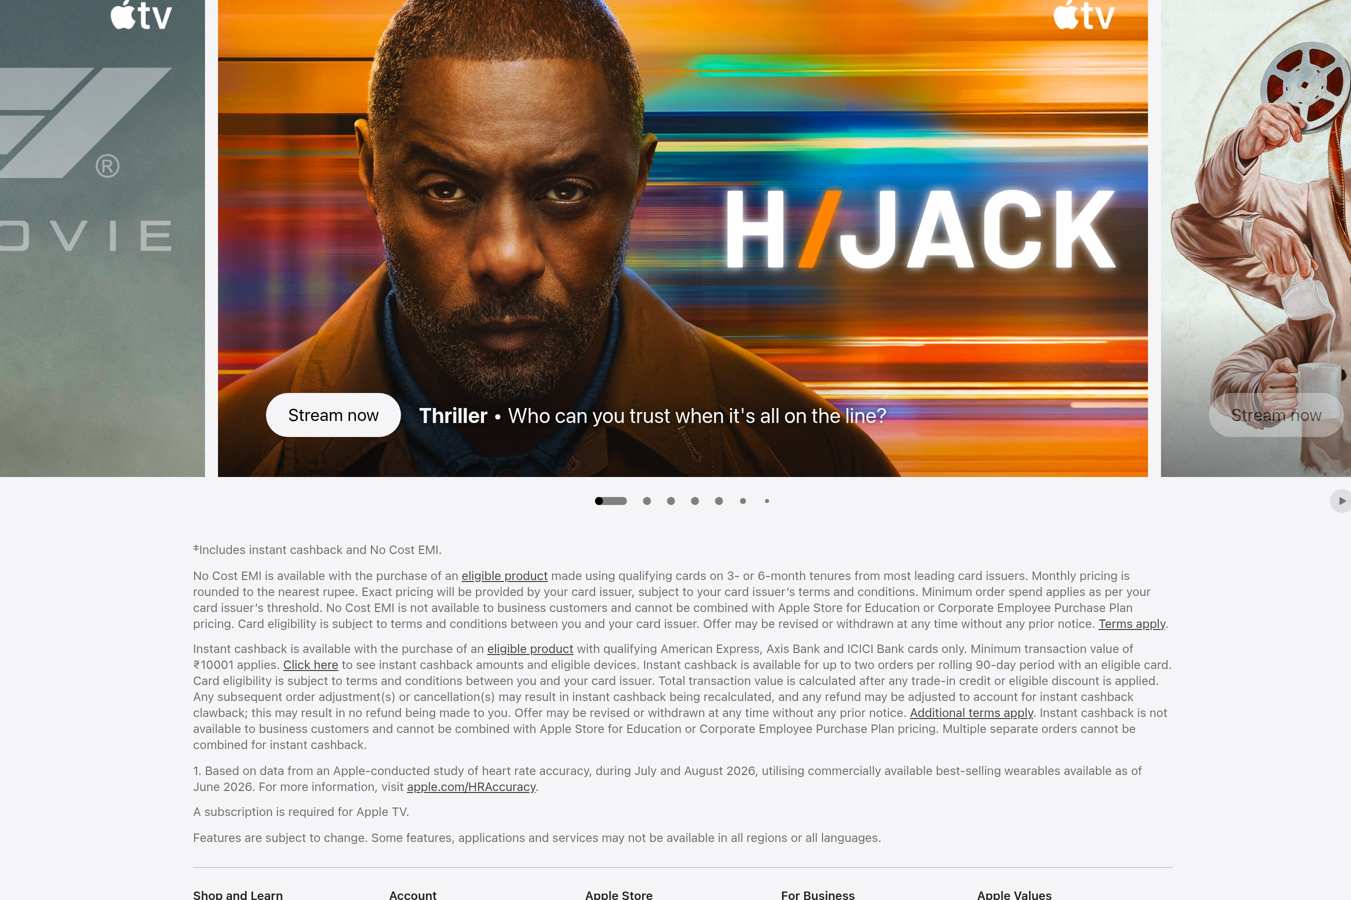 tv
®
OVIE
tv
H/JACK
Stream now
Thriller • Who can you trust when it's all on the line?
Stream now
‡Includes instant cashback and No Cost EMI.
No Cost EMI is available with the purchase of an eligible product made using qualifying cards on 3- or 6-month tenures from most leading card issuers. Monthly pricing is
rounded to the nearest rupee. Exact pricing will be provided by your card issuer, subject to your card issuer's terms and conditions. Minimum order spend applies as per your
card issuer's threshold. No Cost EMI is not available to business customers and cannot be combined with Apple Store for Education or Corporate Employee Purchase Plan
pricing. Card eligibility is subject to terms and conditions between you and your card issuer. Offer may be revised or withdrawn at any time without any prior notice. Terms apply.
Instant cashback is available with the purchase of an eligible product with qualifying American Express, Axis Bank and ICICI Bank cards only. Minimum transaction value of
₹10001 applies. Click here to see instant cashback amounts and eligible devices. Instant cashback is available for up to two orders per rolling 90-day period with an eligible card.
Card eligibility is subject to terms and conditions between you and your card issuer. Total transaction value is calculated after any trade-in credit or eligible discount is applied.
Any subsequent order adjustment(s) or cancellation(s) may result in instant cashback being recalculated, and any refund may be adjusted to account for instant cashback
clawback; this may result in no refund being made to you. Offer may be revised or withdrawn at any time without any prior notice. Additional terms apply. Instant cashback is not
available to business customers and cannot be combined with Apple Store for Education or Corporate Employee Purchase Plan pricing. Multiple separate orders cannot be
combined for instant cashback.
1. Based on data from an Apple-conducted study of heart rate accuracy, during July and August 2026, utilising commercially available best-selling wearables available as of
June 2026. For more information, visit apple.com/HRAccuracy.
A subscription is required for Apple TV.
Features are subject to change. Some features, applications and services may not be available in all regions or all languages.
Shop and Learn
Account
Apple Store
For Business
Apple Values